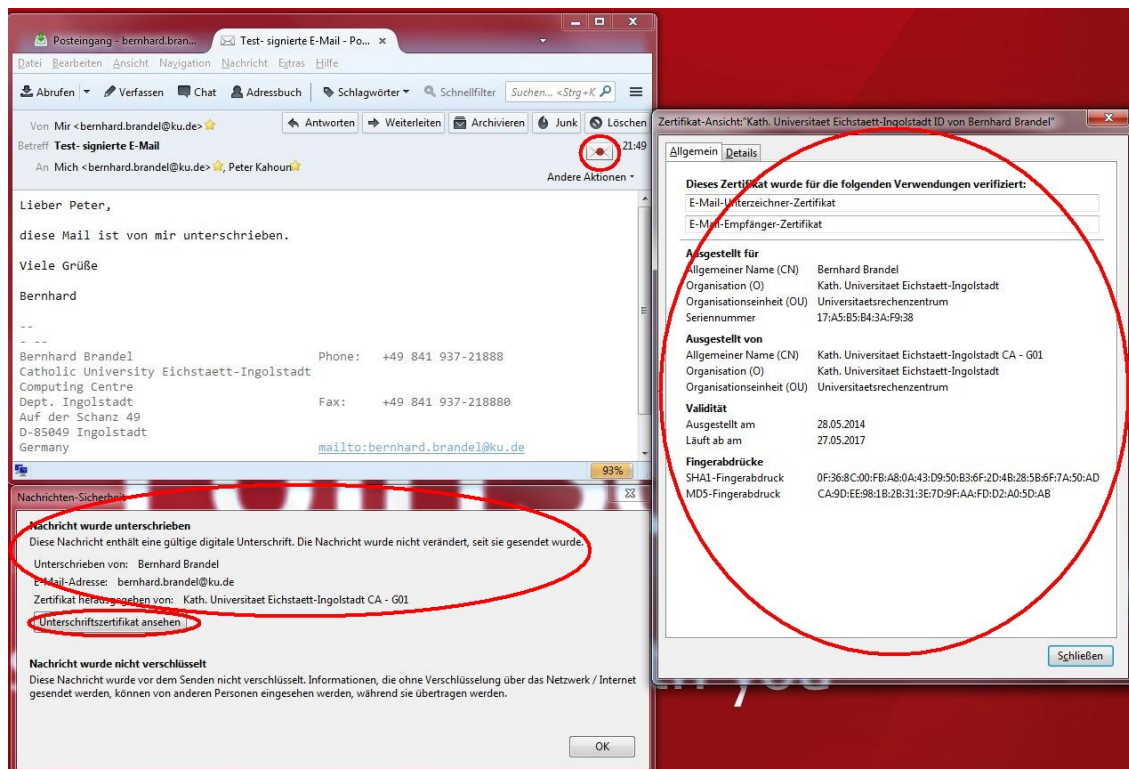 Posteingang - bernhard.bran...
Test- signierte E-Mail - Po...
Datei Bearbeiten Ansicht Navigation Nachricht Extras Hilfe
Abrufen Verfassen Chat Adressbuch Schlagwörter Schnellfilter Suchen... <Strg+K
Von Mir <bernhard.brandel@ku.de> Antworten Weiterleiten Archivieren Junk Löschen
Betreff Test- signierte E-Mail 21:49
An Mich <bernhard.brandel@ku.de>, Peter Kahoun
Andere Aktionen
Lieber Peter,
diese Mail ist von mir unterschrieben.
Viele Grüße
Bernhard
--
- --
Bernhard Brandel Phone: +49 841 937-21888
Catholic University Eichstaett-Ingolstadt
Computing Centre
Dept. Ingolstadt Fax: +49 841 937-218880
Auf der Schanz 49
D-85049 Ingolstadt
Germany mailto:bernhard.brandel@ku.de
93%
Nachrichten-Sicherheit
Nachricht wurde unterschrieben
Diese Nachricht enthält eine gültige digitale Unterschrift. Die Nachricht wurde nicht verändert, seit sie gesendet wurde.
Unterschrieben von: Bernhard Brandel
E-Mail-Adresse: bernhard.brandel@ku.de
Zertifikat herausgegeben von: Kath. Universitaet Eichstaett-Ingolstadt CA - G01
Unterschriftszertifikat ansehen
Nachricht wurde nicht verschlüsselt
Diese Nachricht wurde vor dem Senden nicht verschlüsselt. Informationen, die ohne Verschlüsselung über das Netzwerk / Internet
gesendet werden, können von anderen Personen eingesehen werden, während sie übertragen werden.
OK
Zertifikat-Ansicht:"Kath. Universitaet Eichstaett-Ingolstadt ID von Bernhard Brandel"
Allgemein Details
Dieses Zertifikat wurde für die folgenden Verwendungen verifiziert:
E-Mail-Unterzeichner-Zertifikat
E-Mail-Empfänger-Zertifikat
Ausgestellt für
Allgemeiner Name (CN) Bernhard Brandel
Organisation (O) Kath. Universitaet Eichstaett-Ingolstadt
Organisationseinheit (OU) Universitaetsrechenzentrum
Seriennummer 17:A5:B5:B4:3A:F9:38
Ausgestellt von
Allgemeiner Name (CN) Kath. Universitaet Eichstaett-Ingolstadt CA - G01
Organisation (O) Kath. Universitaet Eichstaett-Ingolstadt
Organisationseinheit (OU) Universitaetsrechenzentrum
Validität
Ausgestellt am 28.05.2014
Läuft ab am 27.05.2017
Fingerabdrücke
SHA1-Fingerabdruck 0F:36:8C:00:FB:A8:0A:43:D9:50:B3:6F:2D:4B:28:5B:6F:7A:50:AD
MD5-Fingerabdruck CA:9D:EE:98:1B:2B:31:3E:7D:9F:AA:FD:D2:A0:5D:AB
Schließen
you